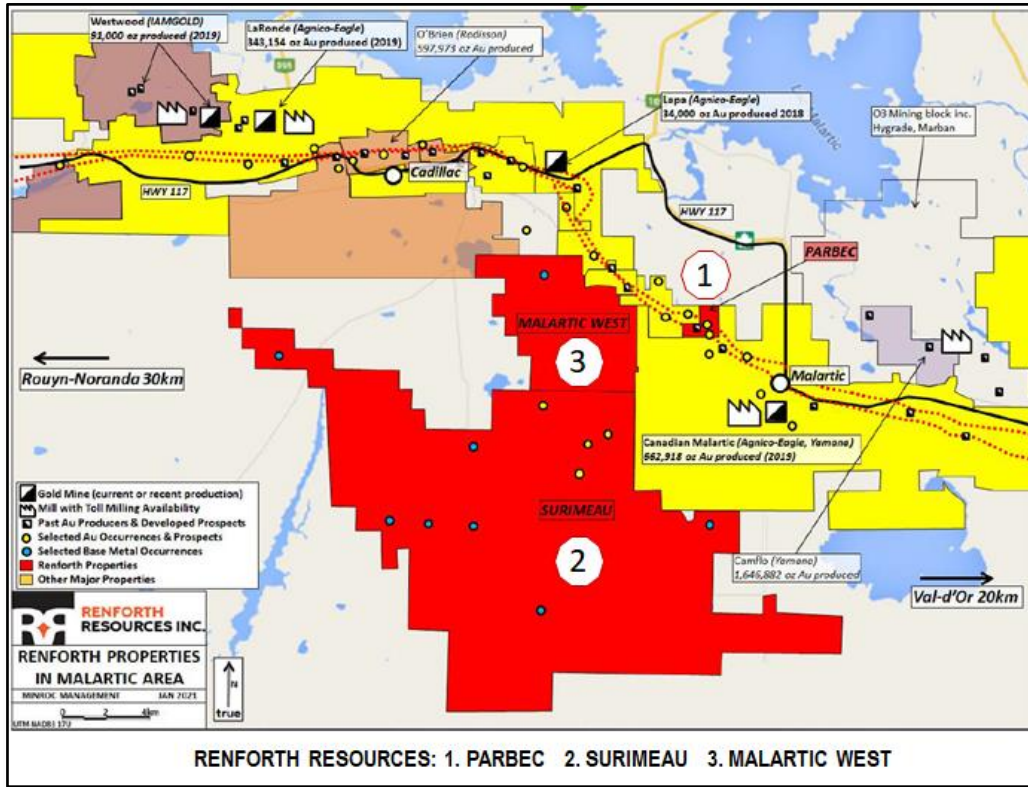 Westwood (IAMGOLD)
91,000 oz produced (2019)
LaRonde (Agnico-Eagle)
343,154 oz Au produced (2019)
O'Brien (Radisson)
597,973 oz Au produced
Lapa (Agnico-Eagle)
34,000 oz Au produced 2018
O3 Mining block inc.
Hygrade, Marban
Malartic
Cadillac
HWY 117
HWY 117
PARBEC
1
MALARTIC WEST
3
Rouyn-Noranda 30km
Malartic
Canadian Malartic (Agnico-Eagle, Yamana)
662,918 oz Au produced (2019)
SURIMEAU
2
Camflo (Yamana)
1,646,882 oz Au produced
Val-d'Or 20km
Gold Mine (current or recent production)
Mill with Toll Milling Availability
Past Au Producers & Developed Prospects
Selected Au Occurrences & Prospects
Selected Base Metal Occurrences
Renforth Properties
Other Major Properties
RENFORTH
RESOURCES INC.
RENFORTH PROPERTIES
IN MALARTIC AREA
MINROC MANAGEMENT JAN 2021
0 2 4km
UTM NAD83 17U
N
true
RENFORTH RESOURCES: 1. PARBEC 2. SURIMEAU 3. MALARTIC WEST